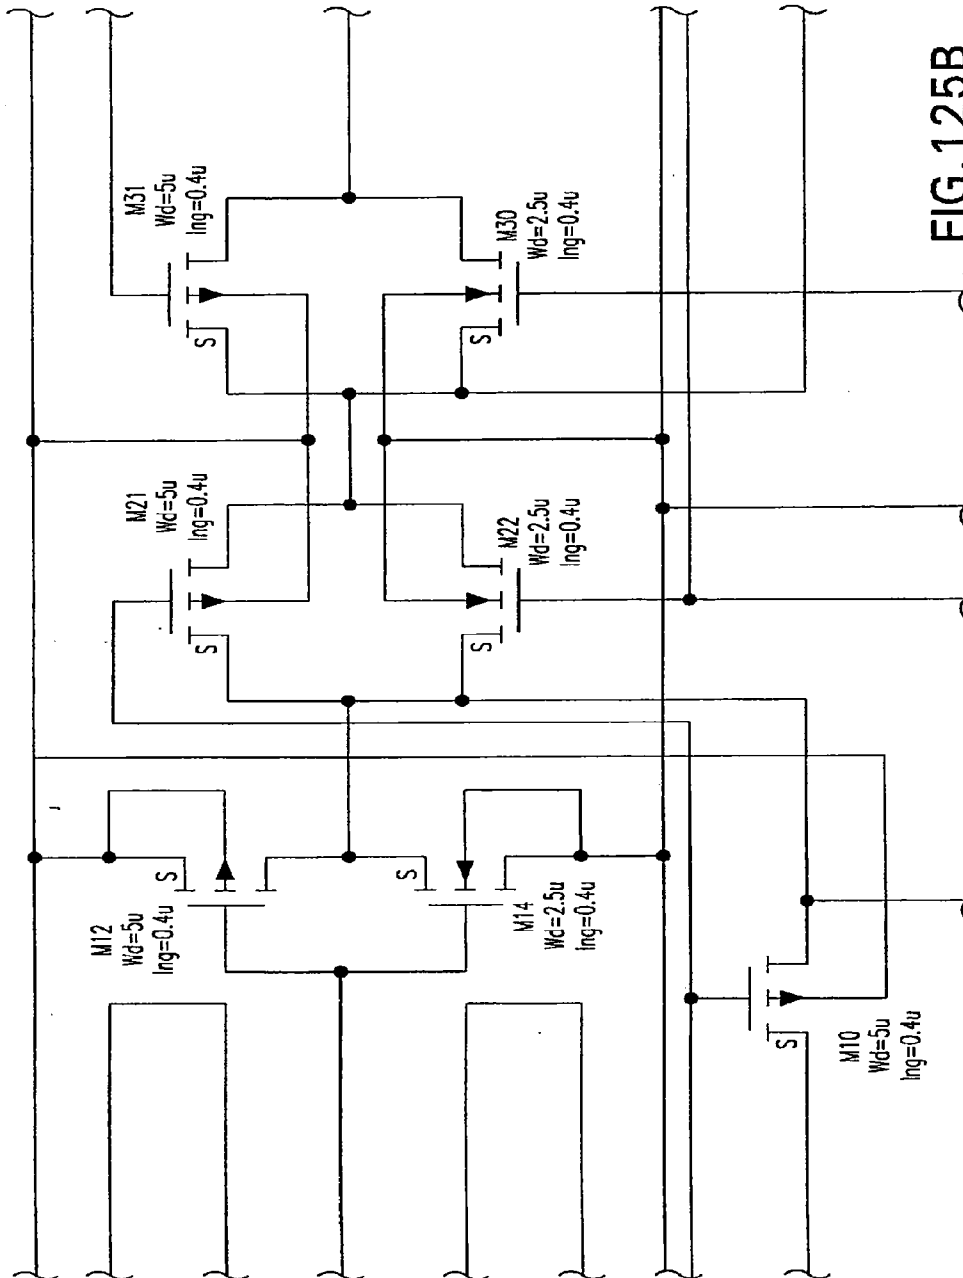 M31
Wd=5u
lng=0.4u
S
M30
Wd=2.5u
lng=0.4u
S
M21
Wd=5u
lng=0.4u
S
M22
Wd=2.5u
lng=0.4u
S
M12
Wd=5u
lng=0.4u
S
M14
Wd=2.5u
lng=0.4u
S
M10
Wd=5u
lng=0.4u
S
FIG.125B